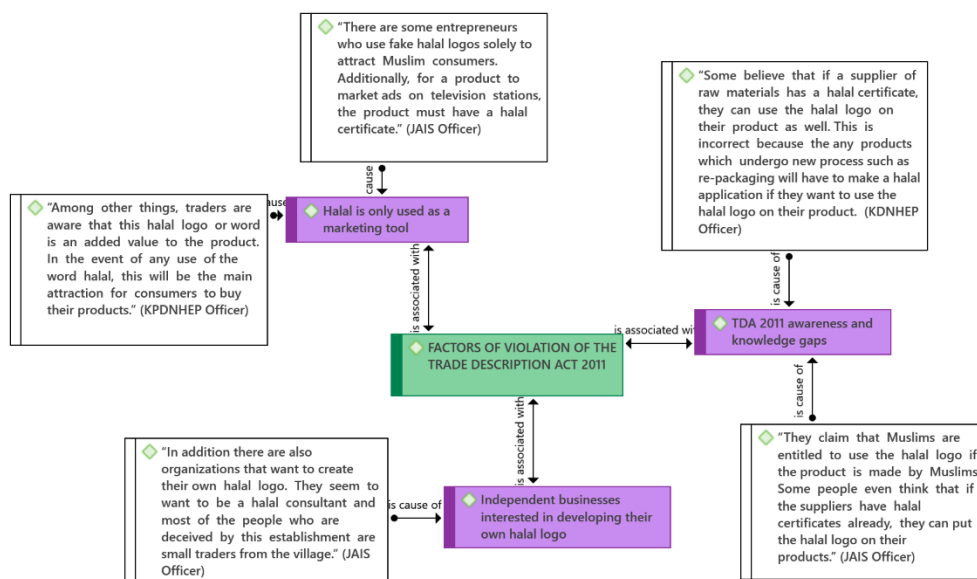 “There are some entrepreneurs
who use fake halal logos solely to
attract Muslim consumers.
Additionally, for a product to
market ads on television stations,
the product must have a halal
certificate.” (JAIS Officer)
“Some believe that if a supplier of
raw materials has a halal certificate,
they can use the halal logo on
their product as well. This is
incorrect because the any products
which undergo new process such as
re-packaging will have to make a halal
application if they want to use the
halal logo on their product. (KDNHEP
Officer)
cause
“Among other things, traders are
aware that this halal logo or word
is an added value to the product.
In the event of any use of the
word halal, this will be the main
attraction for consumers to buy
their products.” (KPDNHEP Officer)
use
Halal is only used as a
marketing tool
is associated with
is cause of
FACTORS OF VIOLATION OF THE
TRADE DESCRIPTION ACT 2011
is associated wit
TDA 2011 awareness and
knowledge gaps
is associated with
is cause of
“In addition there are also
organizations that want to create
their own halal logo. They seem to
want to be a halal consultant and
most of the people who are
deceived by this establishment are
small traders from the village.” (JAIS
Officer)
is cause of
Independent businesses
interested in developing their
own halal logo
“They claim that Muslims are
entitled to use the halal logo if
the product is made by Muslims
Some people even think that if
the suppliers have halal
certificates already, they can put
the halal logo on their
products.” (JAIS Officer)